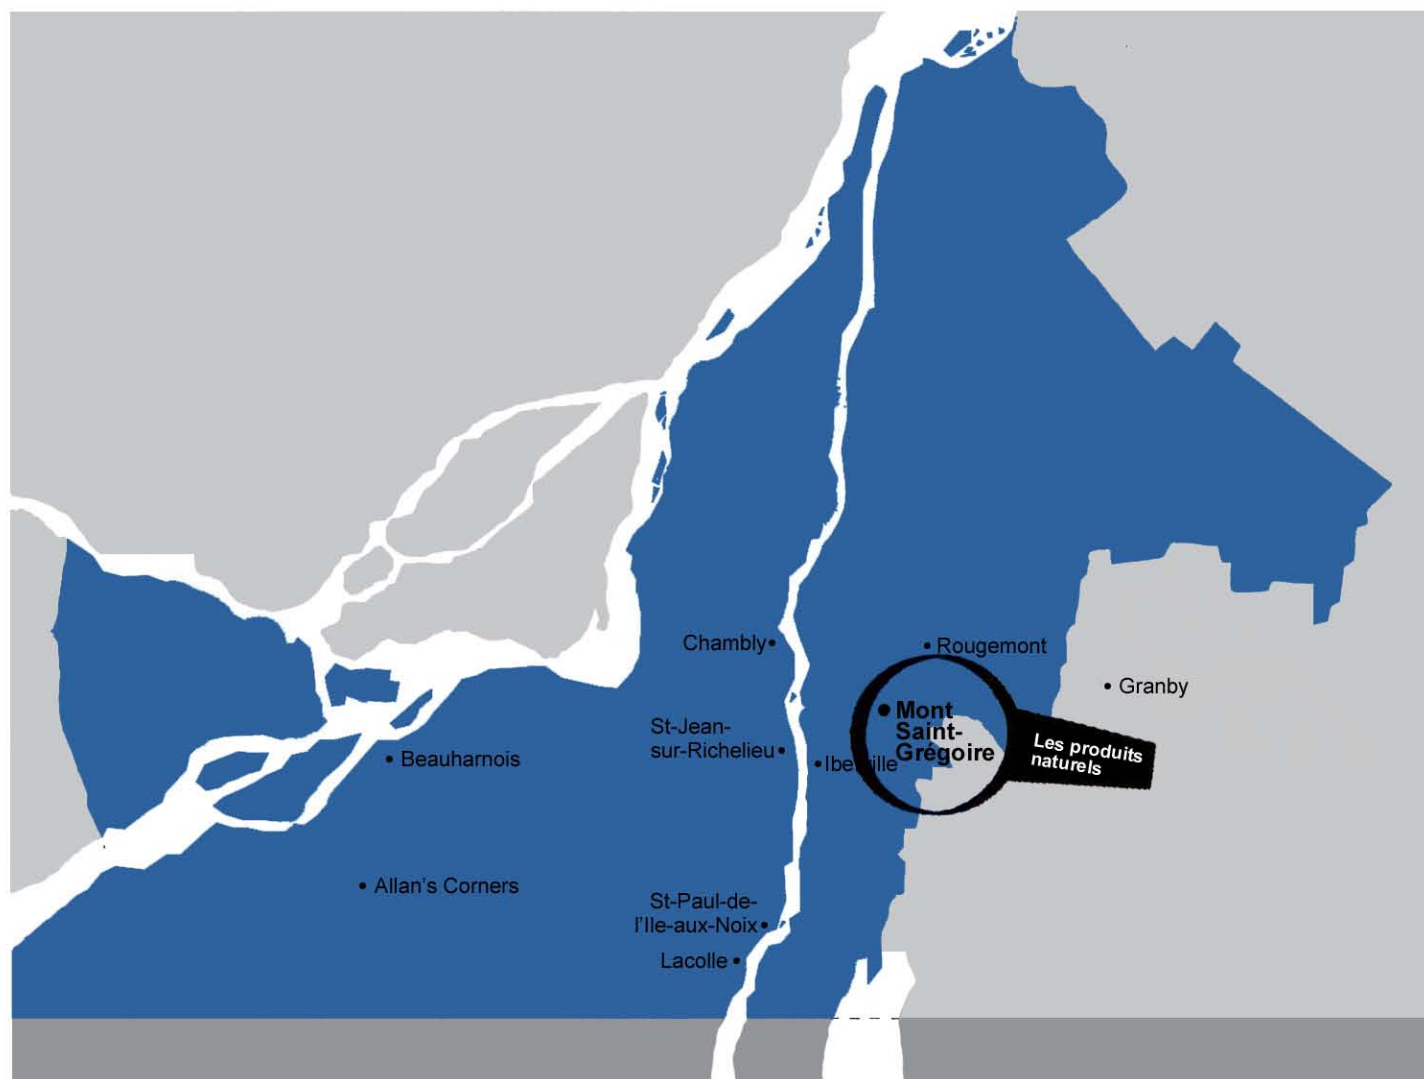 Chambly
Rougemont
Granby
Mont
Saint-
Grégoire
St-Jean-
sur-Richelieu
Iberville
Les produits
naturels
Beauharnois
Allan's Corners
St-Paul-de-
l'Ile-aux-Noix
Lacolle